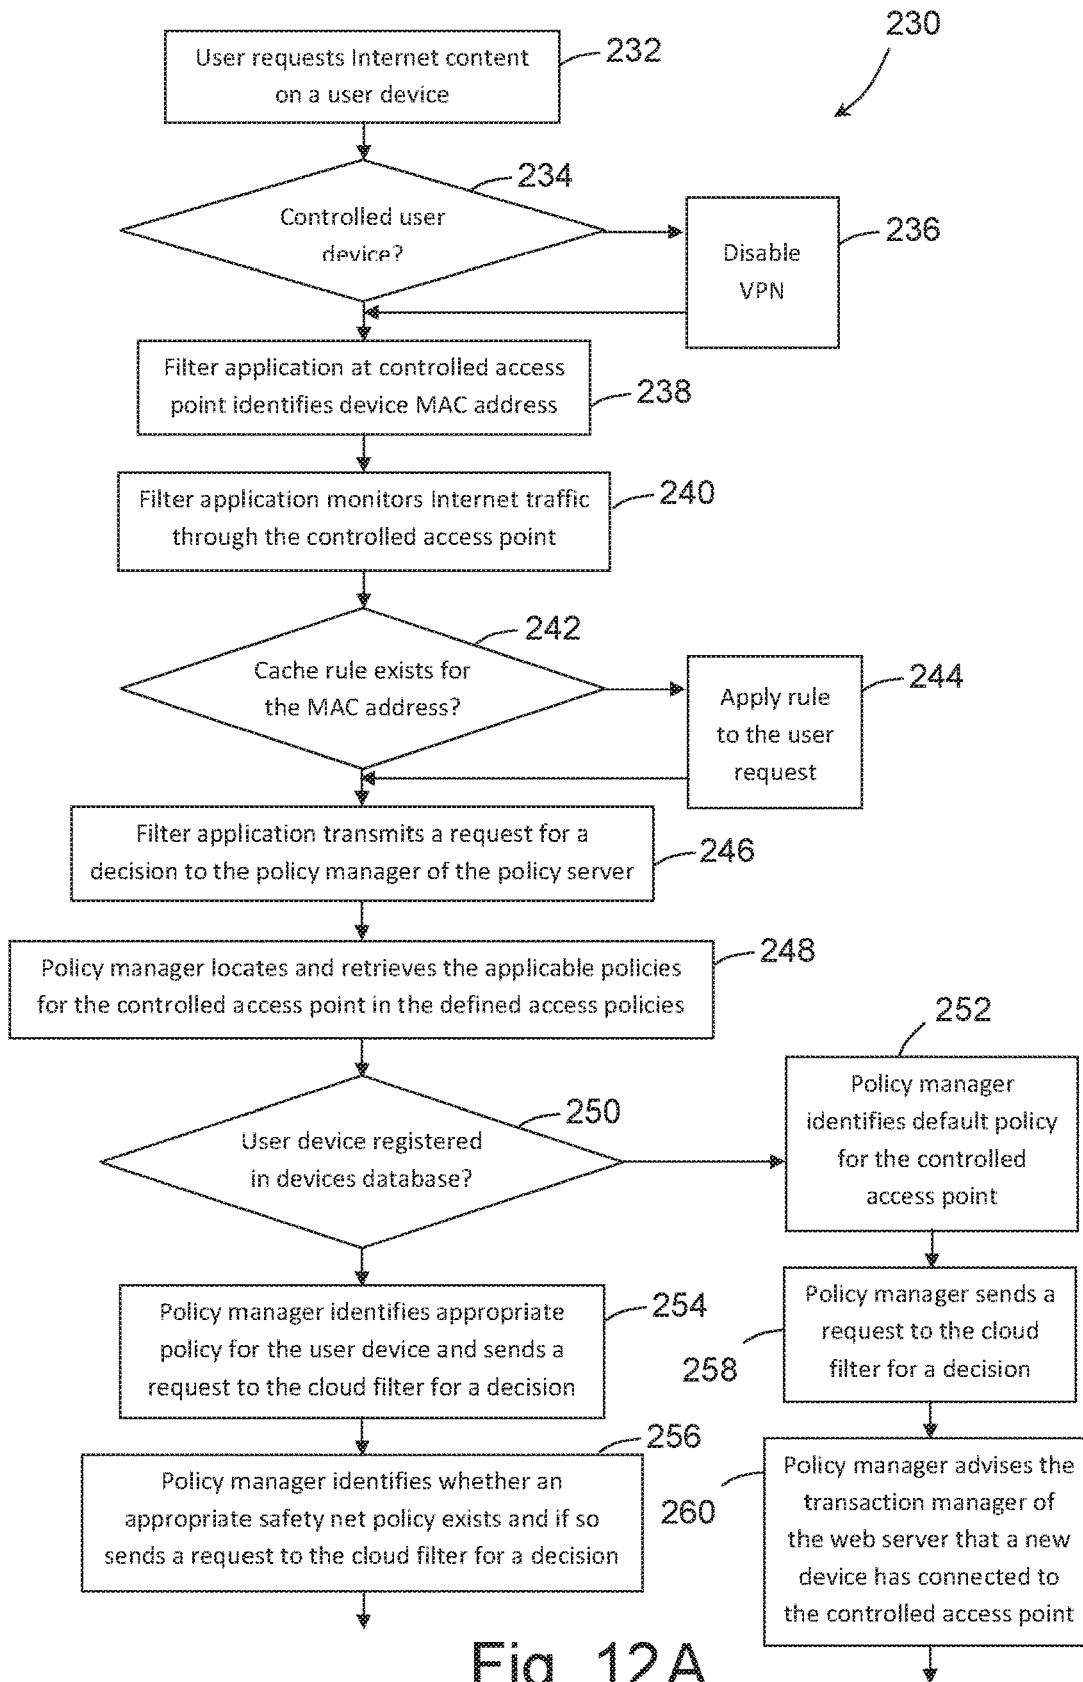 230
User requests Internet content
on a user device
232
234
Controlled user
device?
Disable
VPN
236
Filter application at controlled access
point identifies device MAC address
238
Filter application monitors Internet traffic
through the controlled access point
240
242
Cache rule exists for
the MAC address?
Apply rule
to the user
request
244
Filter application transmits a request for a
decision to the policy manager of the policy server
246
Policy manager locates and retrieves the applicable policies
for the controlled access point in the defined access policies
248
250
User device registered
in devices database?
252
Policy manager
identifies default policy
for the controlled
access point
Policy manager identifies appropriate
policy for the user device and sends a
request to the cloud filter for a decision
254
Policy manager sends a
request to the cloud
filter for a decision
258
256
Policy manager identifies whether an
appropriate safety net policy exists and if so
sends a request to the cloud filter for a decision
Policy manager advises the
transaction manager of
the web server that a new
device has connected to
the controlled access point
260
Fig. 12A